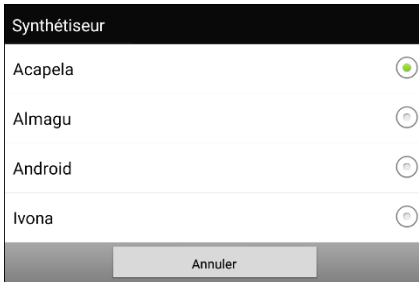 Synthétiseur
Acapela
Almagu
Android
Ivona
Annuler